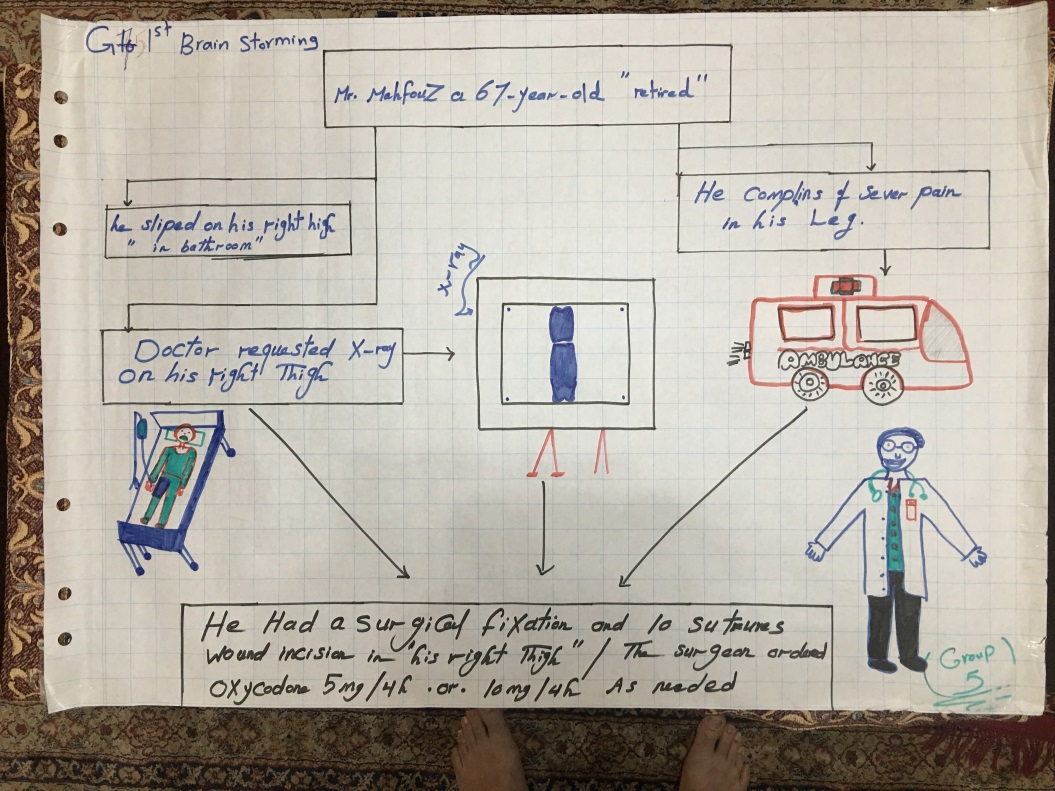 G 1st Brain Storming
Mr. MahfouZ a 67-year-old "retired"
he sliped on his right high
" in bathroom"
He Complins of sever pain
in his Leg.
X-ray
Doctor requested X-ray
on his right Thigh
AMBULANCE
He Had a surgical fixation and 10 sutmures
wound incision in "his right Thigh" / The surgeon ordered
OXycodone 5mg/4h .or. 10mg/4h As needed
Group
5